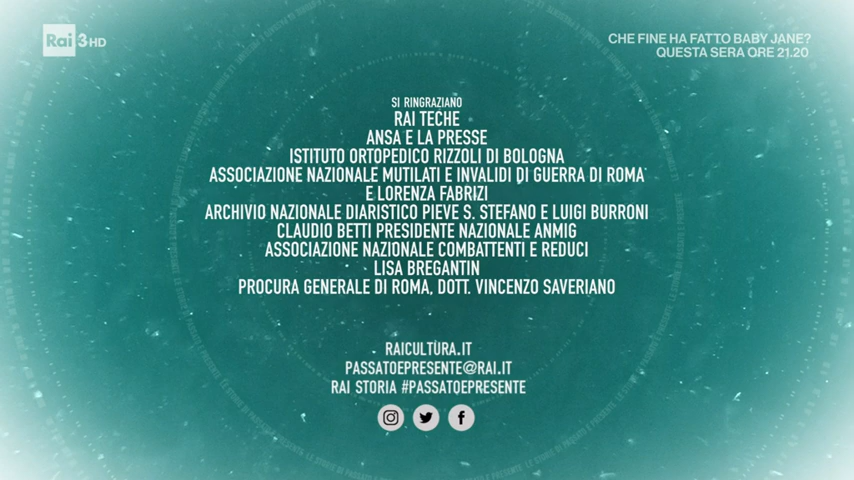 Rai 3HD
CHE FINE HA FATTO BABY JANE?
QUESTA SERA ORE 21.20
SI RINGRAZIANO
RAI TECHE
ANSA E LA PRESSE
ISTITUTO ORTOPEDICO RIZZOLI DI BOLOGNA
ASSOCIAZIONE NAZIONALE MUTILATI E INVALIDI DI GUERRA DI ROMA
E LORENZA FABRIZI
ARCHIVIO NAZIONALE DIARISTICO PIEVE S. STEFANO E LUIGI BURRONI
CLAUDIO BETTI PRESIDENTE NAZIONALE ANMIG
ASSOCIAZIONE NAZIONALE COMBATTENTI E REDUCI
LISA BREGANTIN
PROCURA GENERALE DI ROMA, DOTT. VINCENZO SAVERIANO
RAICULTURA.IT
PASSATOEPRESENTE@RAI.IT
RAI STORIA #PASSATOEPRESENTE